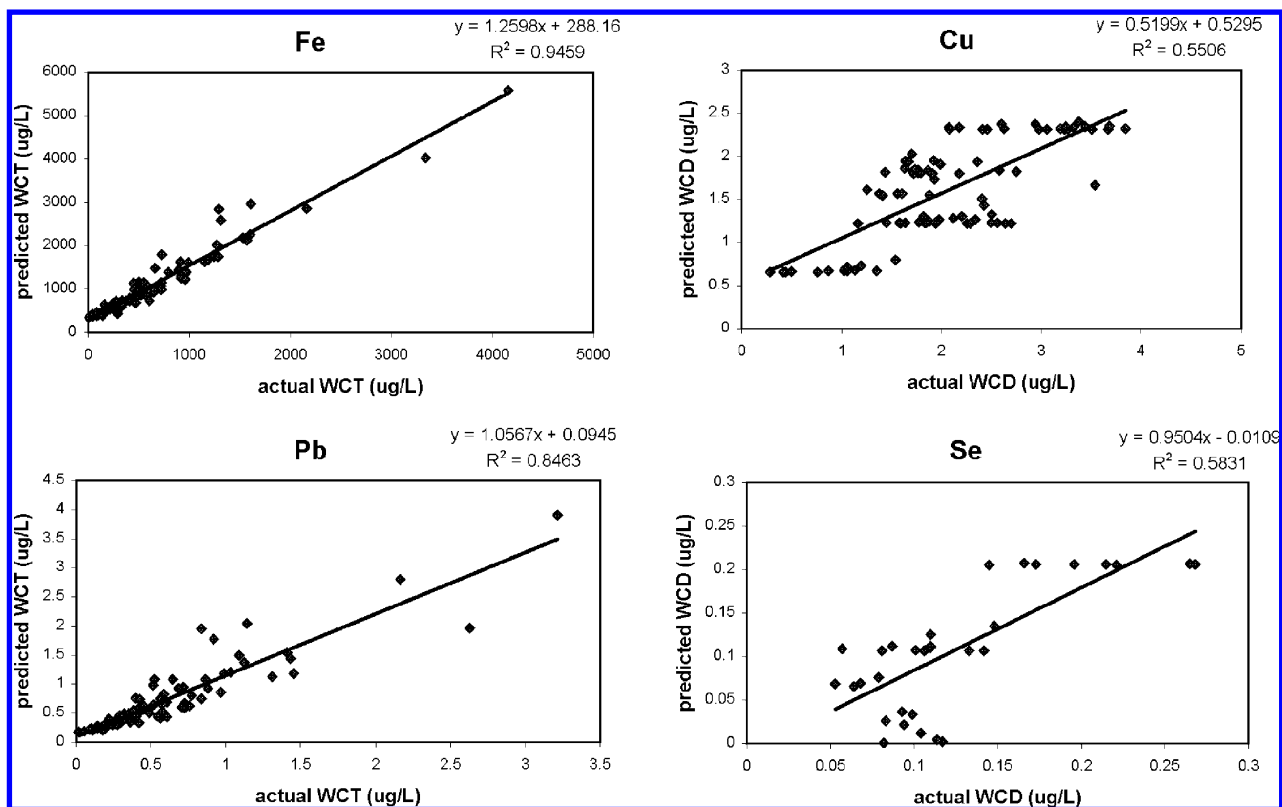 Fe
y = 1.2598x + 288.16
R² = 0.9459
6000
5000
4000
3000
2000
1000
0
predicted WCT (ug/L)
0 1000 2000 3000 4000 5000
actual WCT (ug/L)
Cu
y = 0.5199x + 0.5295
R² = 0.5506
3
2.5
2
1.5
1
0.5
0
predicted WCD (ug/L)
0 1 2 3 4 5
actual WCD (ug/L)
Pb
y = 1.0567x + 0.0945
R² = 0.8463
4.5
4
3.5
3
2.5
2
1.5
1
0.5
0
predicted WCT (ug/L)
0 0.5 1 1.5 2 2.5 3 3.5
actual WCT (ug/L)
Se
y = 0.9504x - 0.0109
R² = 0.5831
0.3
0.25
0.2
0.15
0.1
0.05
0
predicted WCD (ug/L)
0 0.05 0.1 0.15 0.2 0.25 0.3
actual WCD (ug/L)